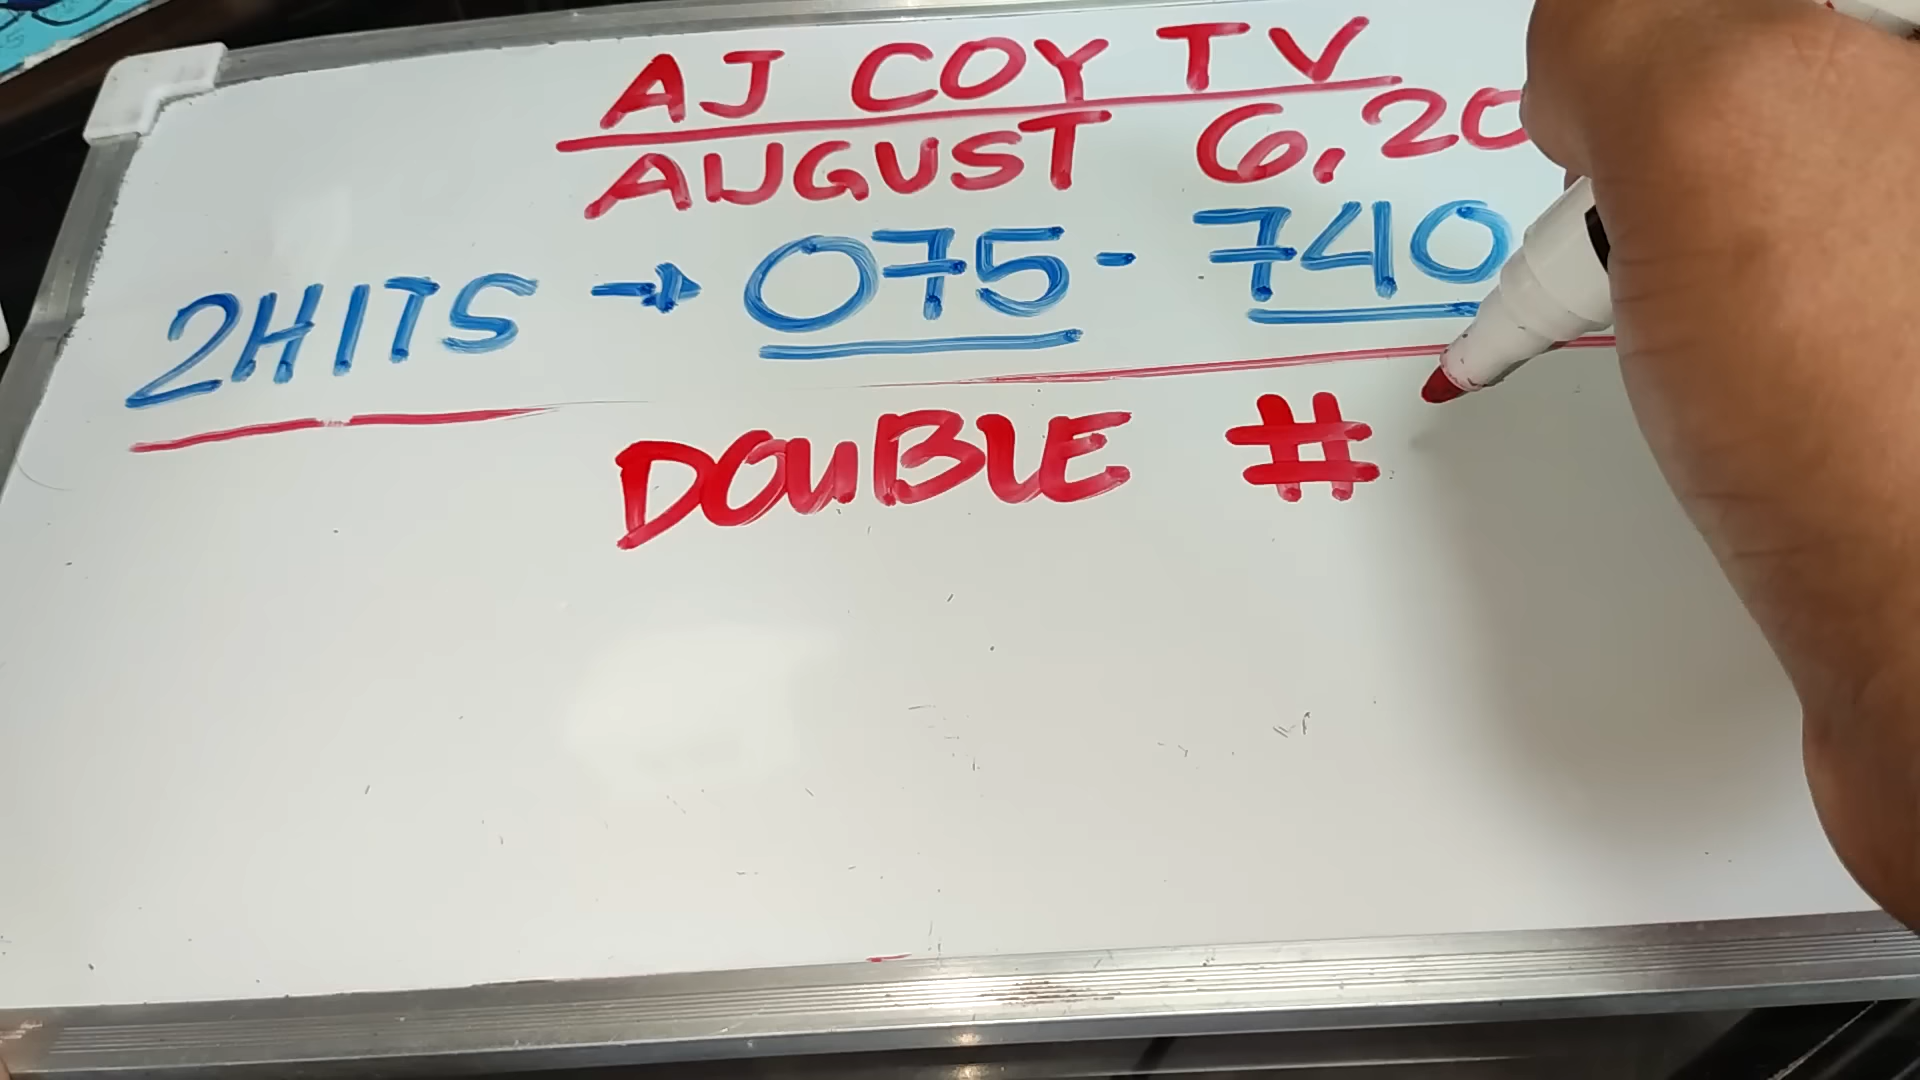 AJ COY TV
AUGUST 6, 20
2HITS → 075 - 740
DOUBLE #